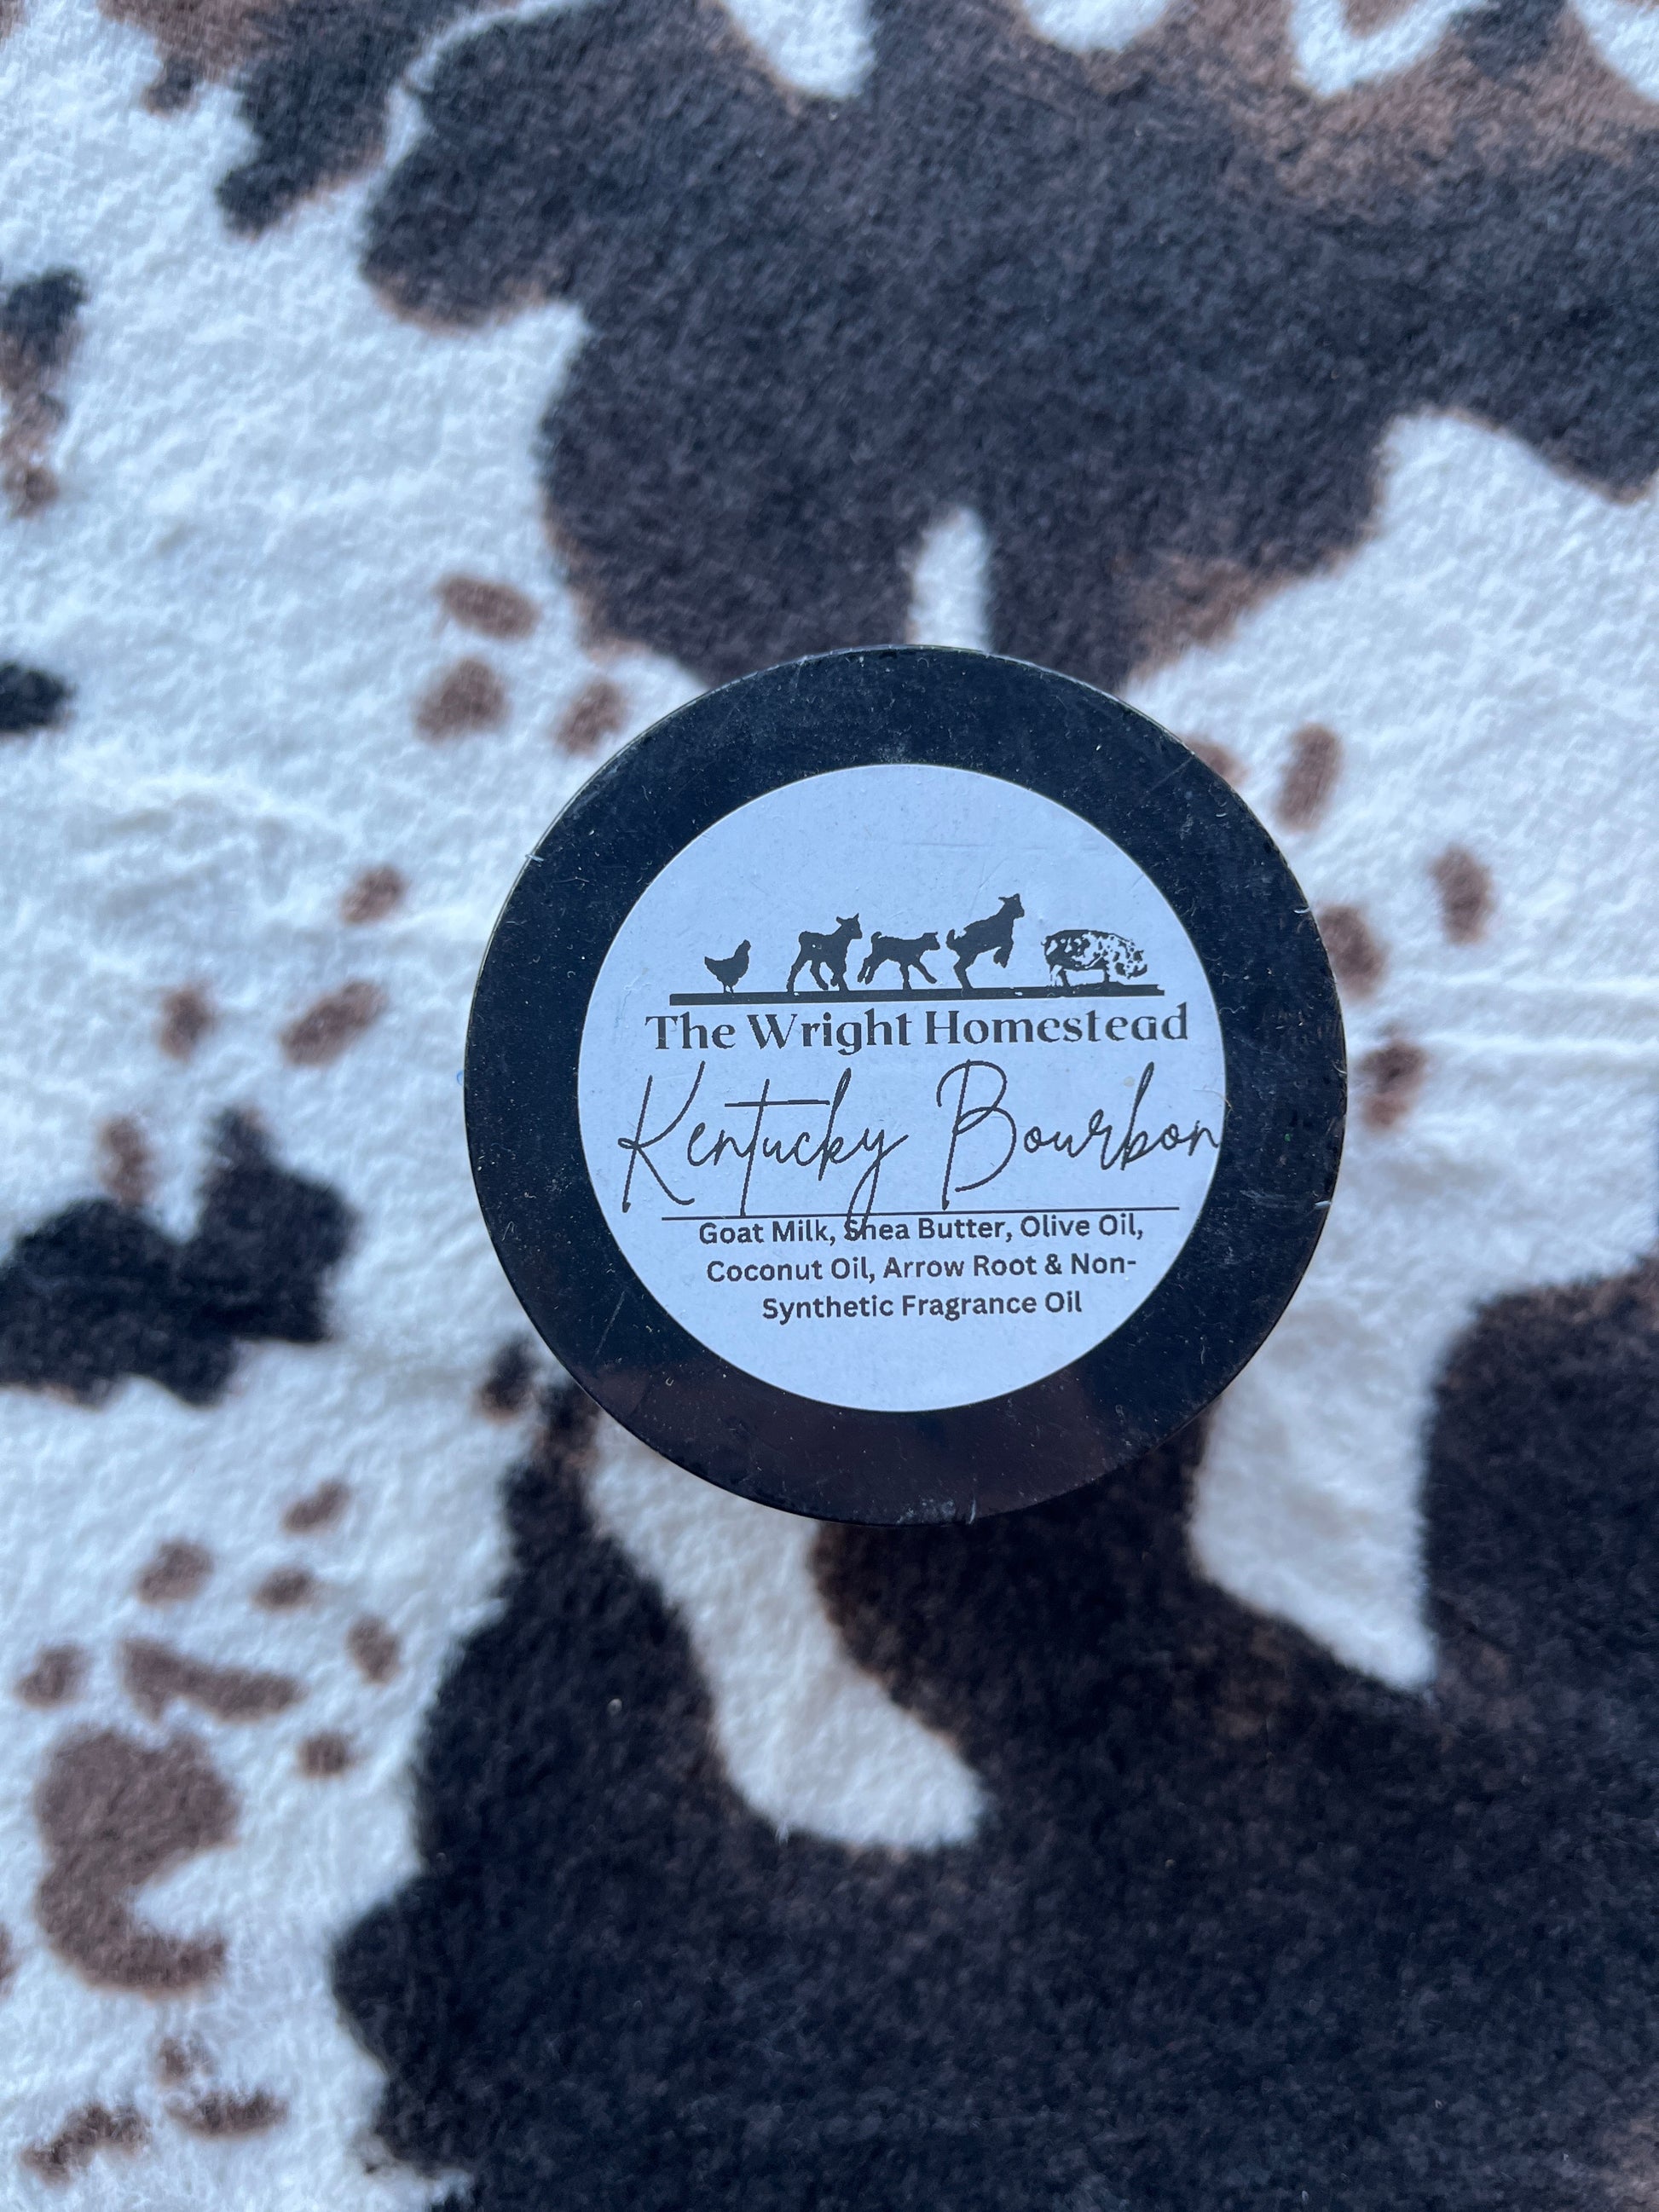 The Wright Homestead
Kentucky Bourbon
Goat Milk, Shea Butter, Olive Oil,
Coconut Oil, Arrow Root & Non-
Synthetic Fragrance Oil